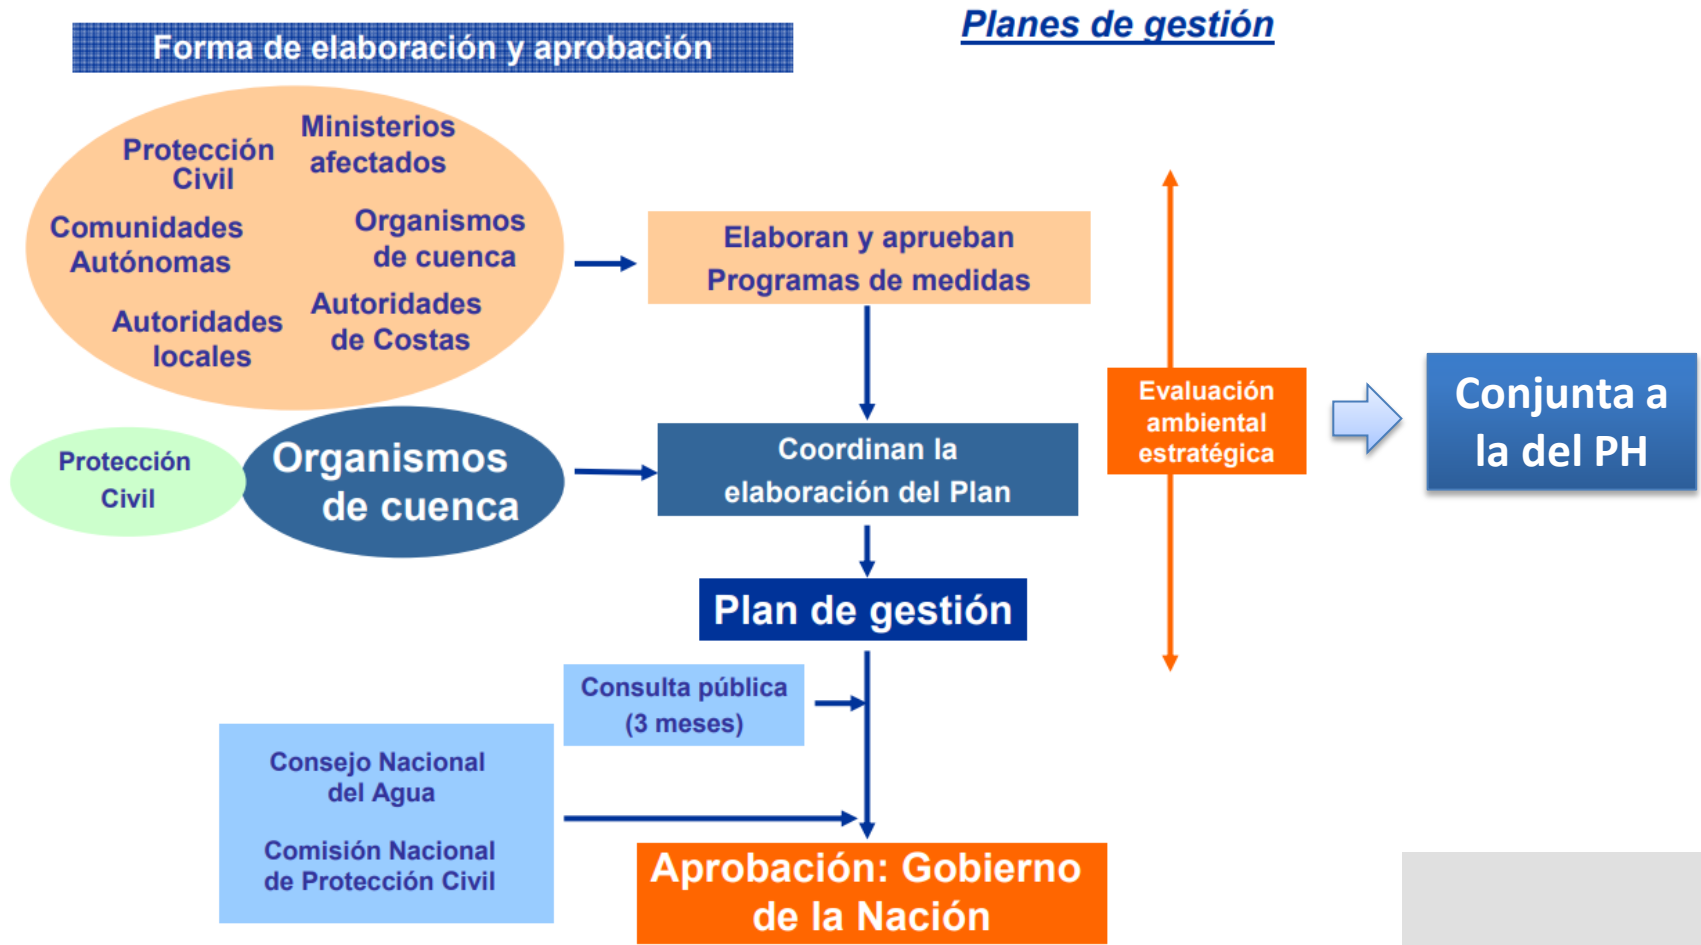 Planes de gestión
Forma de elaboración y aprobación
Protección
Civil
Ministerios
afectados
Comunidades
Autónomas
Organismos
de cuenca
Autoridades
locales
Autoridades
de Costas
Elaboran y aprueban
Programas de medidas
Protección
Civil
Organismos
de cuenca
Coordinan la
elaboración del Plan
Evaluación
ambiental
estratégica
Conjunta a
la del PH
Plan de gestión
Consulta pública
(3 meses)
Consejo Nacional
del Agua
Comisión Nacional
de Protección Civil
Aprobación: Gobierno
de la Nación